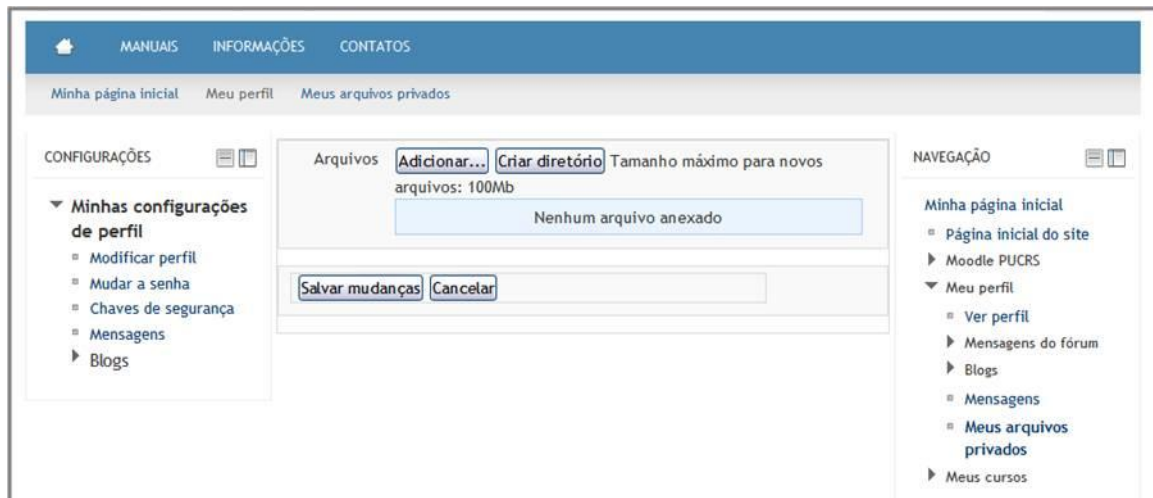 MANUAIS INFORMAÇÕES CONTATOS
Minha página inicial Meu perfil Meus arquivos privados
CONFIGURAÇÕES
Minhas configurações
de perfil
Modificar perfil
Mudar a senha
Chaves de segurança
Mensagens
Blogs
Arquivos Adicionar... Criar diretório Tamanho máximo para novos
arquivos: 100Mb
Nenhum arquivo anexado
Salvar mudanças Cancelar
NAVEGAÇÃO
Minha página inicial
Página inicial do site
Moodle PUCRS
Meu perfil
Ver perfil
Mensagens do fórum
Blogs
Mensagens
Meus arquivos
privados
Meus cursos